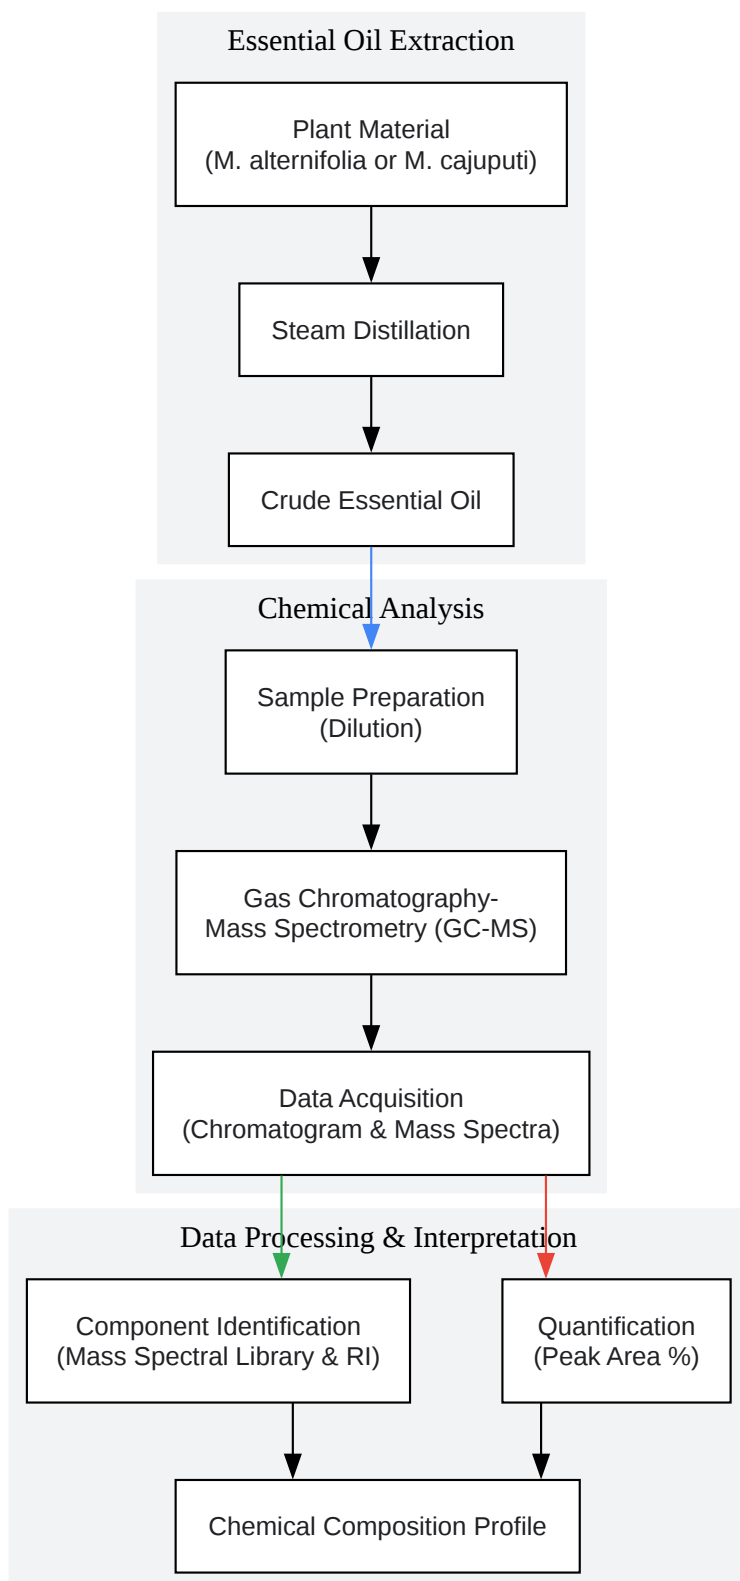 Essential Oil Extraction
Plant Material
(M. alternifolia or M. cajuputi)
Steam Distillation
Crude Essential Oil
Chemical Analysis
Sample Preparation
(Dilution)
Gas Chromatography-
Mass Spectrometry (GC-MS)
Data Acquisition
(Chromatogram & Mass Spectra)
Data Processing & Interpretation
Component Identification
(Mass Spectral Library & RI)
Quantification
(Peak Area %)
Chemical Composition Profile